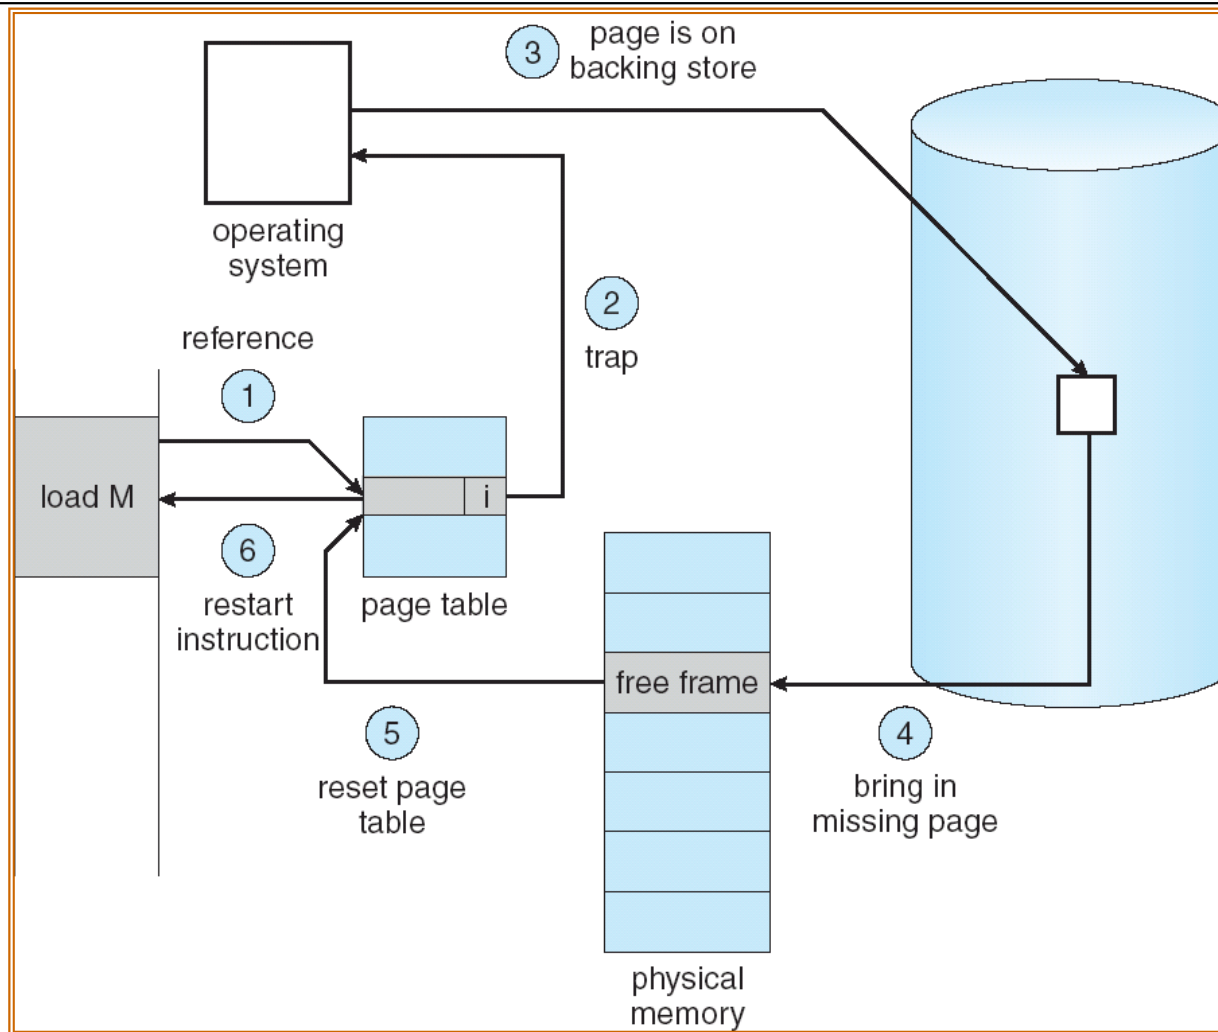 3
page is on
backing store
operating
system
2
trap
reference
1
load M
i
6
restart
instruction
page table
free frame
5
reset page
table
4
bring in
missing page
physical
memory